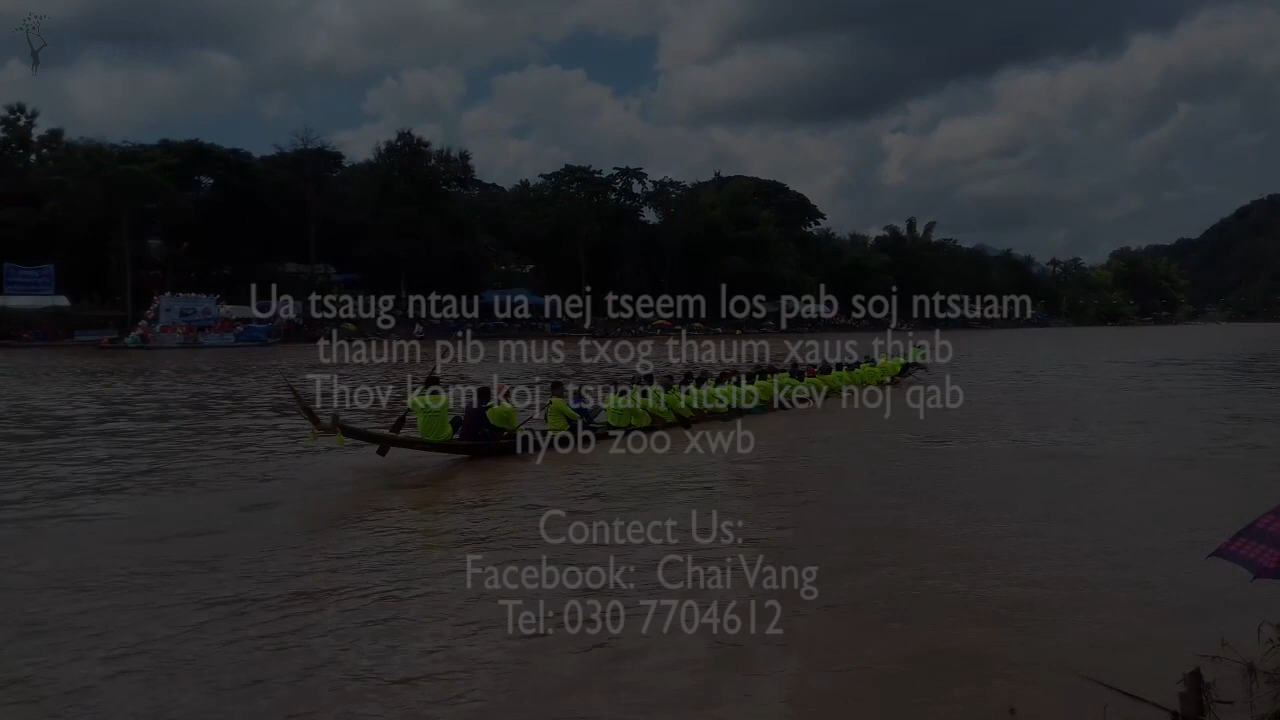 Ua tsaug ntau ua nej tseem los pab soj ntsuam
thaum pib mus txog thaum xaus thiab
Thov kom koj tsuam ntsib kev noj qab
nyob zoo xwb
Contect Us:
Facebook: Chai Vang
Tel: 030 7704612